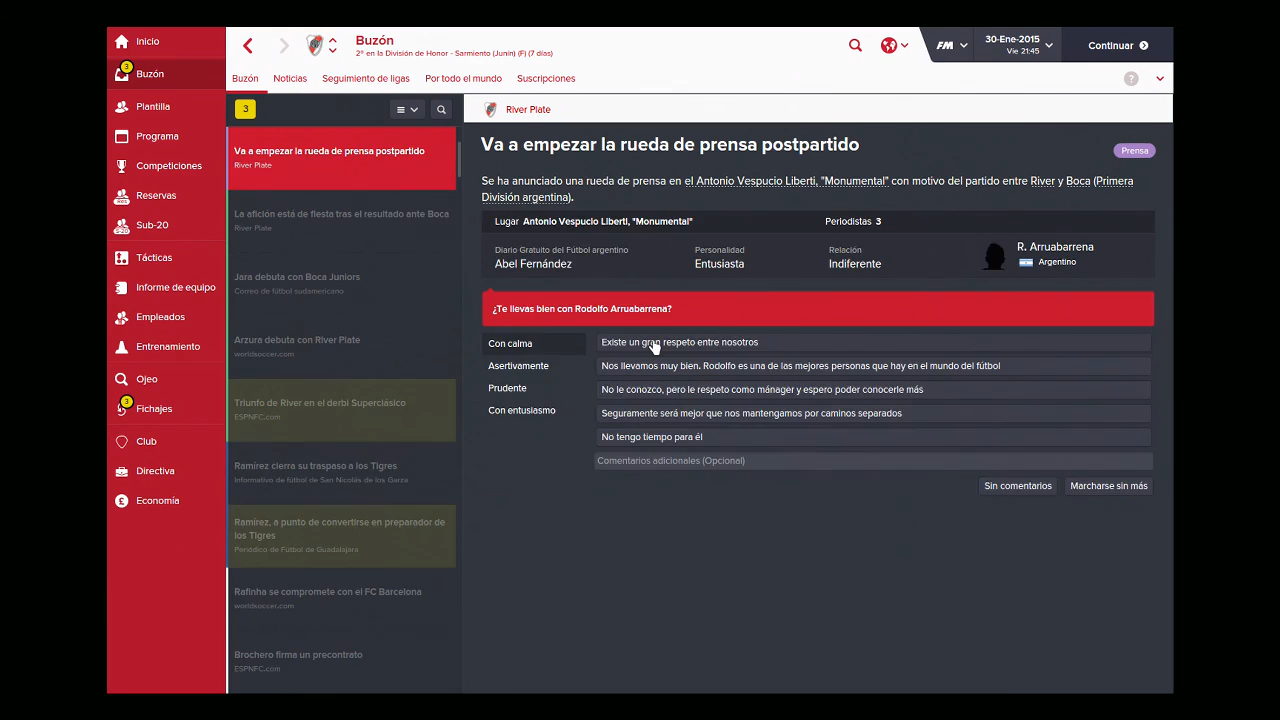 Inicio
3
Buzón
Plantilla
Programa
Competiciones
Reservas
RES
Sub-20
Tácticas
Informe de equipo
Empleados
Entrenamiento
Ojeo
3
Fichajes
Club
Directiva
Economía
Buzón
2º en la División de Honor - Sarmiento (Junín) (F) (7 días)
FM
30-Ene-2015
Vie 21:45
Continuar
Buzón
Noticias
Seguimiento de ligas
Por todo el mundo
Suscripciones
?
3
Va a empezar la rueda de prensa postpartido
River Plate
La afición está de fiesta tras el resultado ante Boca
River Plate
Jara debuta con Boca Juniors
Correo de fútbol sudamericano
Arzura debuta con River Plate
worldsoccer.com
Triunfo de River en el derbi Superclásico
ESPNFC.com
Ramírez cierra su traspaso a los Tigres
Informativo de fútbol de San Nicolás de los Garza
Ramírez, a punto de convertirse en preparador de
los Tigres
Periódico de Fútbol de Guadalajara
Rafinha se compromete con el FC Barcelona
worldsoccer.com
Brochero firma un precontrato
ESPNFC.com
River Plate
Va a empezar la rueda de prensa postpartido
Prensa
Se ha anunciado una rueda de prensa en el Antonio Vespucio Liberti, "Monumental" con motivo del partido entre River y Boca (Primera
División argentina).
Lugar Antonio Vespucio Liberti, "Monumental"
Periodistas 3
Diario Gratuito del Fútbol argentino
Abel Fernández
Personalidad
Entusiasta
Relación
Indiferente
R. Arruabarrena
Argentino
¿Te llevas bien con Rodolfo Arruabarrena?
Con calma
Asertivamente
Prudente
Con entusiasmo
Existe un gran respeto entre nosotros
Nos llevamos muy bien. Rodolfo es una de las mejores personas que hay en el mundo del fútbol
No le conozco, pero le respeto como mánager y espero poder conocerle más
Seguramente será mejor que nos mantengamos por caminos separados
No tengo tiempo para él
Comentarios adicionales (Opcional)
Sin comentarios
Marcharse sin más